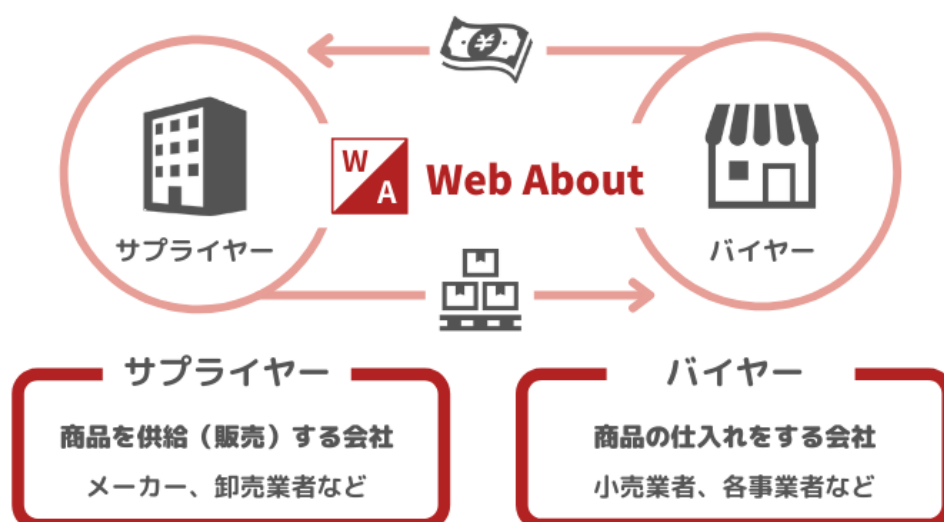 ¥
W
A
Web About
サプライヤー
バイヤー
サプライヤー
商品を供給（販売）する会社
メーカー、卸売業者など
バイヤー
商品の仕入れをする会社
小売業者、各事業者など